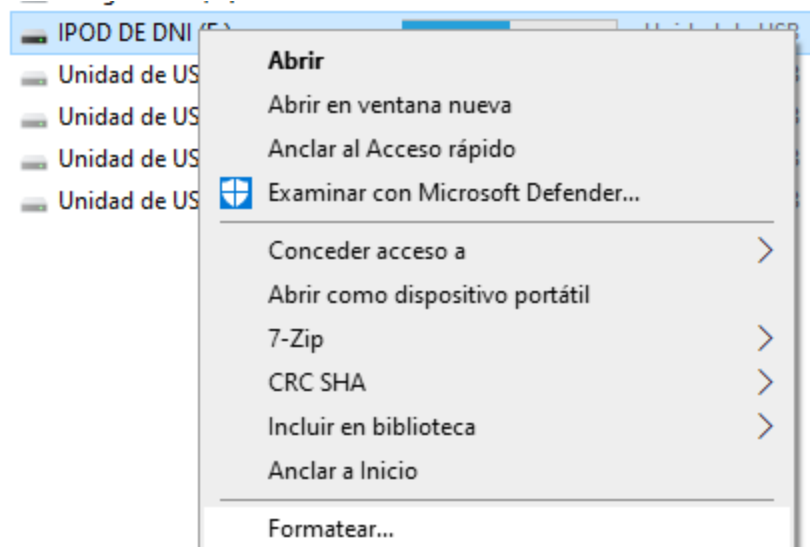 IPOD DE DNI
Unidad de US
Unidad de US
Unidad de US
Unidad de US
Abrir
Abrir en ventana nueva
Anclar al Acceso rápido
Examinar con Microsoft Defender...
Conceder acceso a
Abrir como dispositivo portátil
7-Zip
CRC SHA
Incluir en biblioteca
Anclar a Inicio
Formatear...